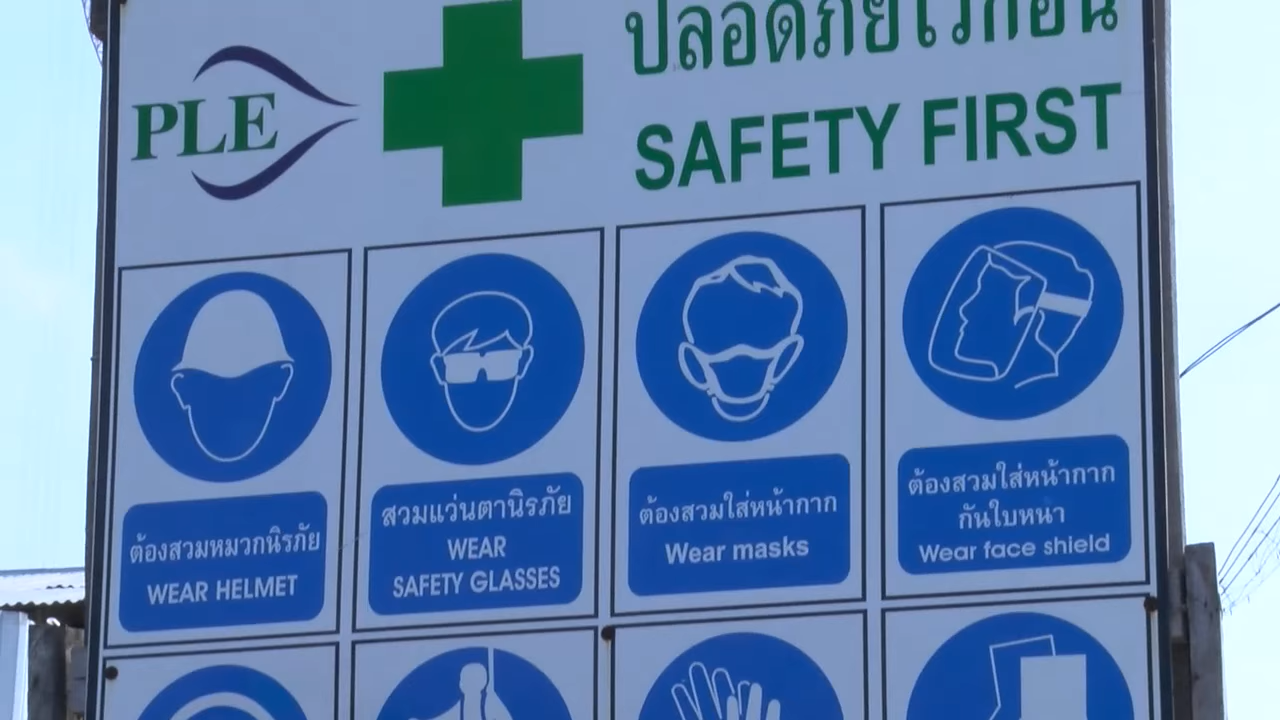 PLE
ปลอดภัยไว้ก่อน
SAFETY FIRST
ต้องสวมหมวกนิรภัย
WEAR HELMET
สวมแว่นตานิรภัย
WEAR
SAFETY GLASSES
ต้องสวมใส่หน้ากาก
Wear masks
ต้องสวมใส่หน้ากาก
กันใบหนา
Wear face shield